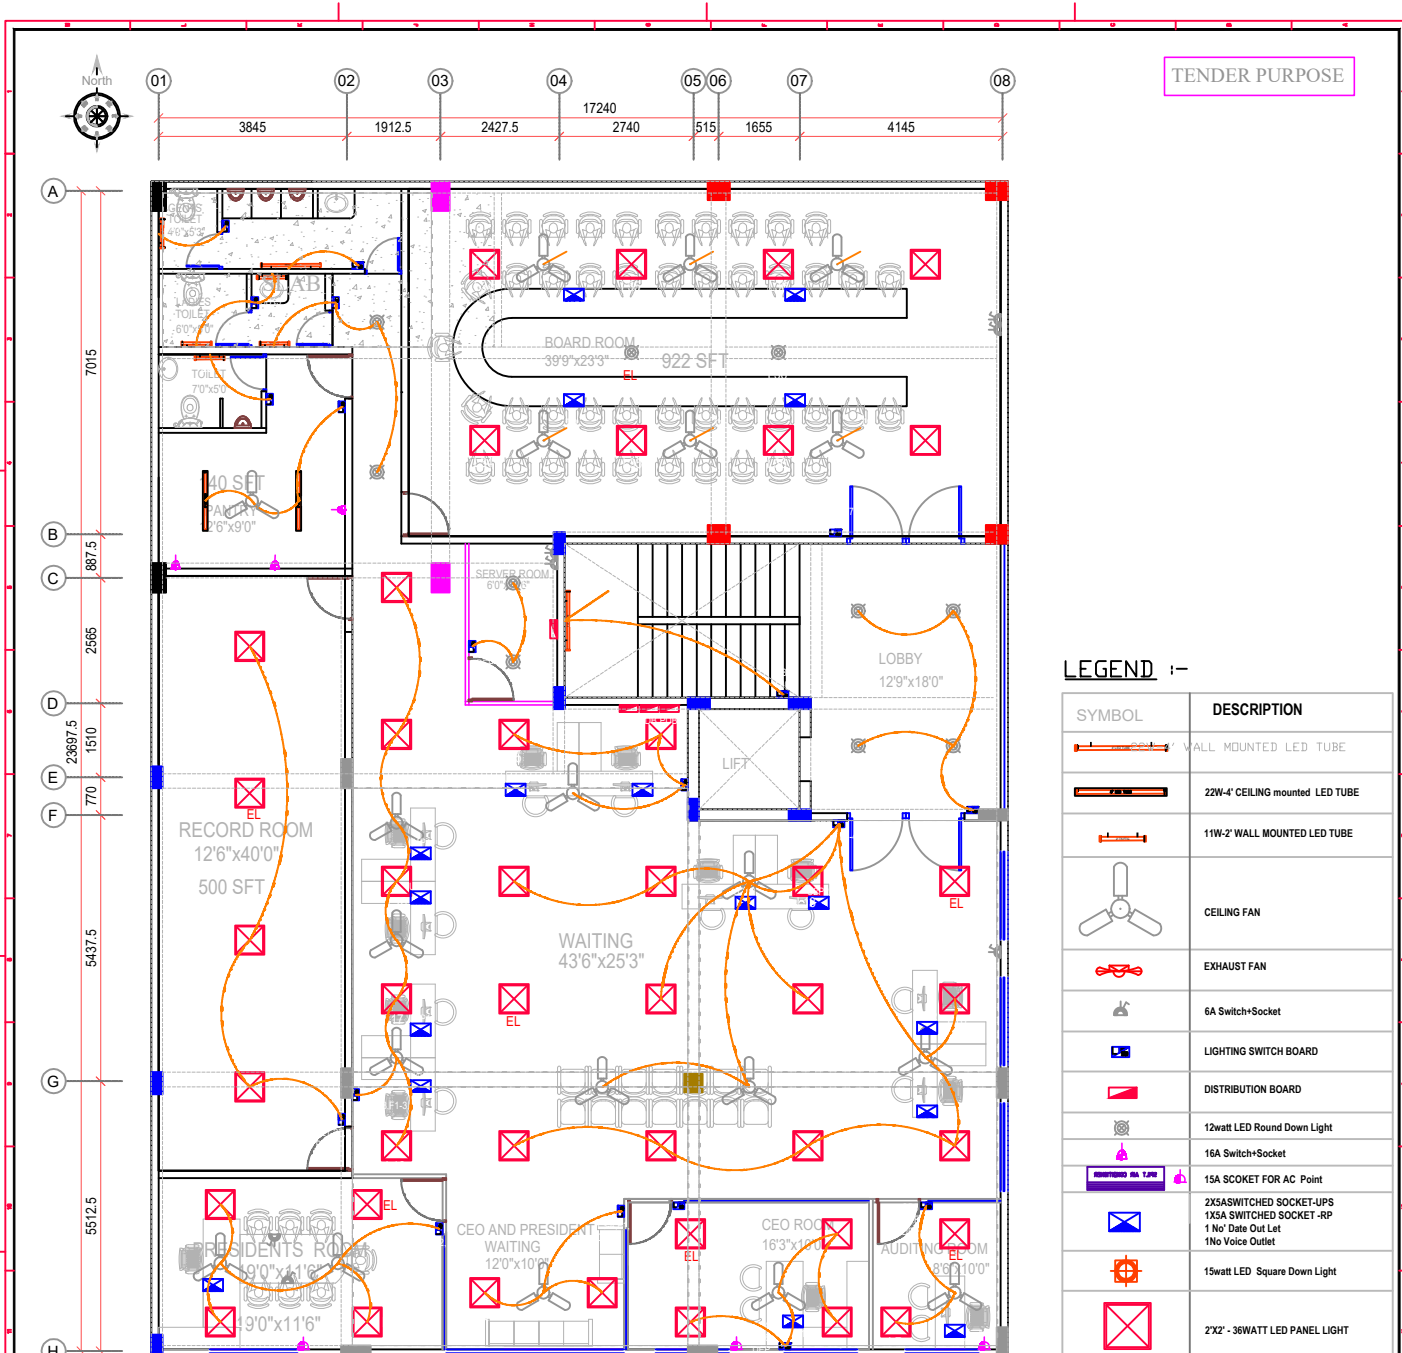 North
01
02
03
04
05
06
07
08
17240
3845
1912.5
2427.5
2740
515
1655
4145
TENDER PURPOSE
A
B
C
D
E
F
G
H
7015
887.5
2565
1510
770
5437.5
5512.5
23697.5
TOILET
SLAB
TOILET
TOILET
7'0"x5'0"
BOARD ROOM
39'9"x23'3"
922 SFT
EL
40 SFT
PANTRY
2'6"x9'0"
SERVER ROOM
LOBBY
12'9"x18'0"
LIFT
RECORD ROOM
12'6"x40'0"
500 SFT
EL
WAITING
43'6"x25'3"
EL
EL
EL
PRESIDENTS ROOM
19'0"x11'6"
19'0"x11'6"
CEO AND PRESIDENT
WAITING
12'0"x10'0"
CEO ROOM
EL
AUDITING ROOM
8'6"x10'0"
EL
LEGEND :-
SYMBOL
DESCRIPTION
WALL MOUNTED LED TUBE
22W-4' CEILING mounted LED TUBE
11W-2' WALL MOUNTED LED TUBE
CEILING FAN
EXHAUST FAN
6A Switch+Socket
LIGHTING SWITCH BOARD
DISTRIBUTION BOARD
12watt LED Round Down Light
16A Switch+Socket
15A SCOKET FOR AC Point
2X5ASWITCHED SOCKET-UPS
1X5A SWITCHED SOCKET -RP
1 No' Date Out Let
1No Voice Outlet
15watt LED Square Down Light
2'X2' - 36WATT LED PANEL LIGHT